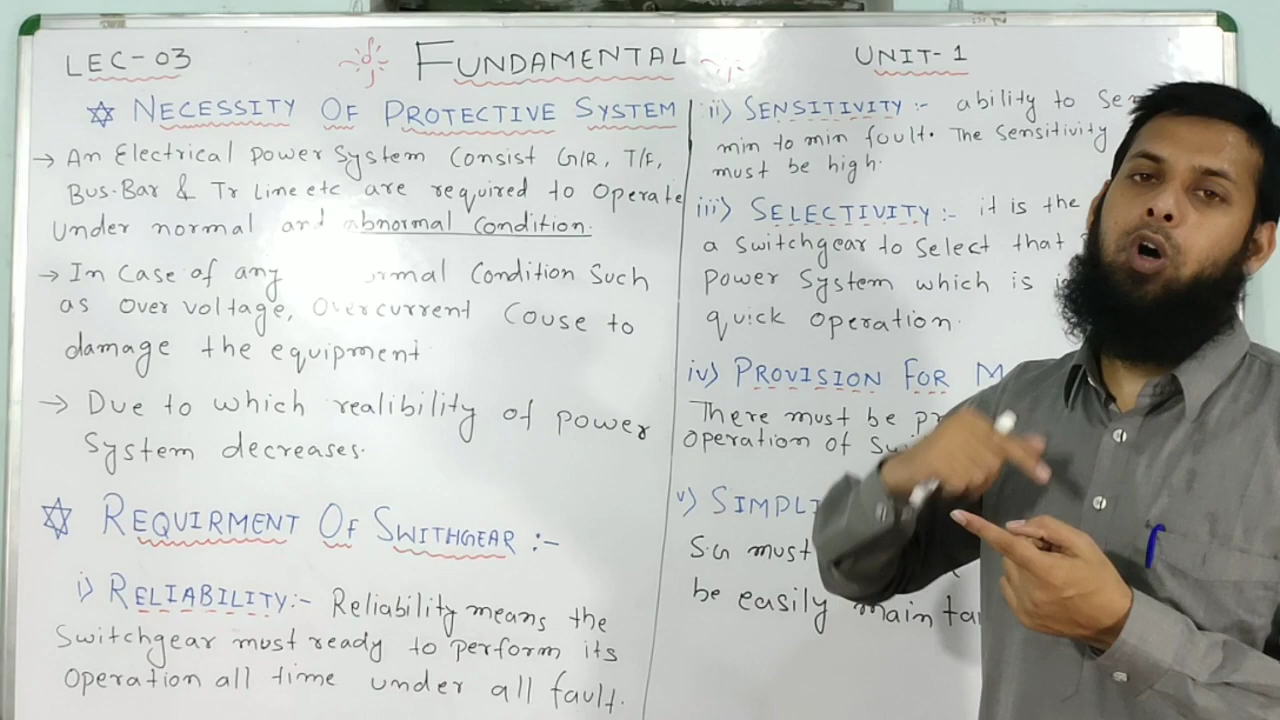 LEC-03
FUNDAMENTAL
UNIT-1
NECESSITY OF PROTECTIVE SYSTEM
→ An Electrical power System Consist G/R, T/F,
Bus-Bar & Tr Line etc are required to Operate
Under normal and abnormal Condition.
→ In Case of any rmal Condition Such
as Over voltage, Overcurrent Couse to
damage the equipment
→ Due to which realibility of power
System decreases.
REQUIRMENT OF SWITHGEAR :-
i) RELIABILITY:- Reliability means the
Switchgear must ready to perform its
Operation all time under all fault.
ii) SENSITIVITY :- ability to Sen
min to min foult. The Sensitivity
must be high.
iii) SELECTIVITY :- it is the
a Switchgear to Select that
Power System which is
quick operation.
iv) PROVISION FOR M
There must be pr
operation of
v) SIMPLI
S.G must
be easily maintai